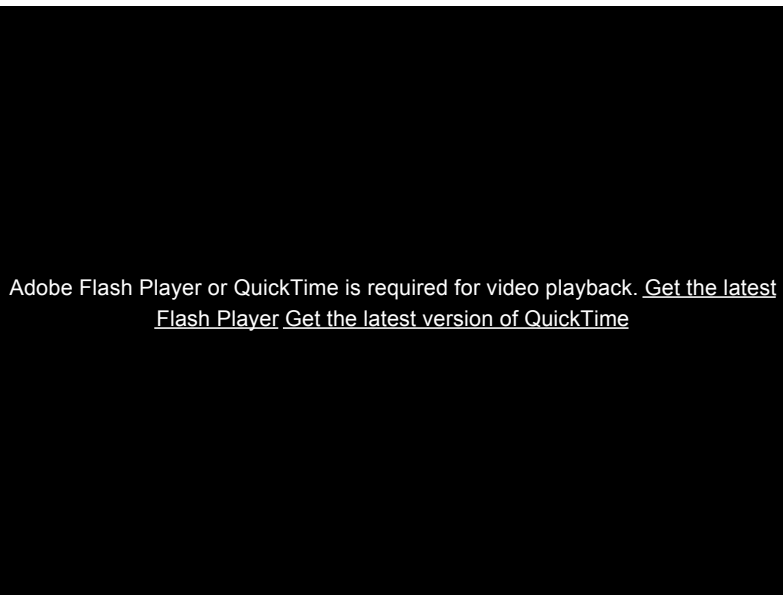 Adobe Flash Player or QuickTime is required for video playback. Get the latest
Flash Player Get the latest version of QuickTime